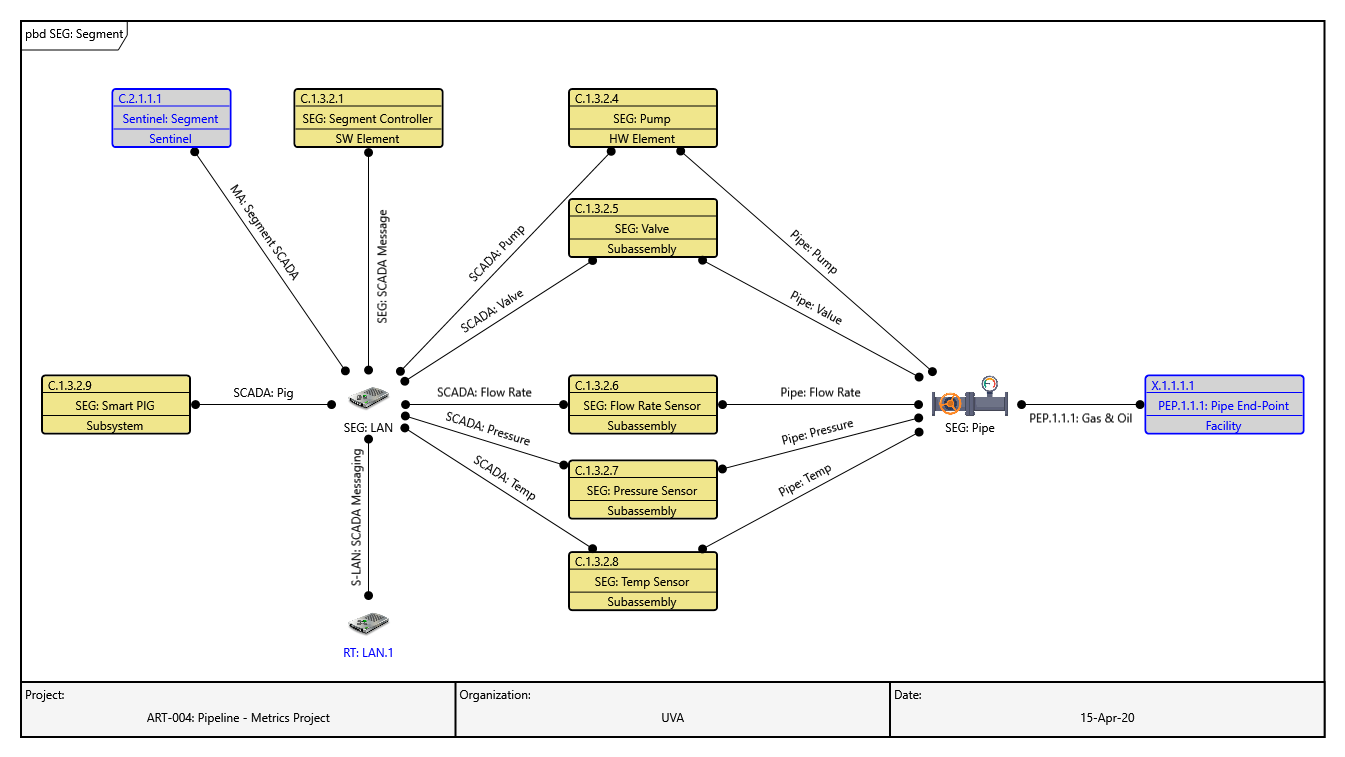 pbd SEG: Segment
C.2.1.1.1
Sentinel: Segment
Sentinel
C.1.3.2.1
SEG: Segment Controller
SW Element
C.1.3.2.4
SEG: Pump
HW Element
C.1.3.2.5
SEG: Valve
Subassembly
MA: Segment SCADA
SEG: SCADA Message
SCADA: Pump
SCADA: Valve
Pipe: Pump
Pipe: Value
C.1.3.2.9
SEG: Smart PIG
Subsystem
SCADA: Pig
SEG: LAN
SCADA: Flow Rate
C.1.3.2.6
SEG: Flow Rate Sensor
Subassembly
Pipe: Flow Rate
SEG: Pipe
PEP.1.1.1: Gas & Oil
X.1.1.1.1
PEP.1.1.1: Pipe End-Point
Facility
SCADA: Pressure
C.1.3.2.7
SEG: Pressure Sensor
Subassembly
Pipe: Pressure
SCADA: Temp
Pipe: Temp
S-LAN: SCADA Messaging
C.1.3.2.8
SEG: Temp Sensor
Subassembly
RT: LAN.1
Project:
ART-004: Pipeline - Metrics Project
Organization:
UVA
Date:
15-Apr-20